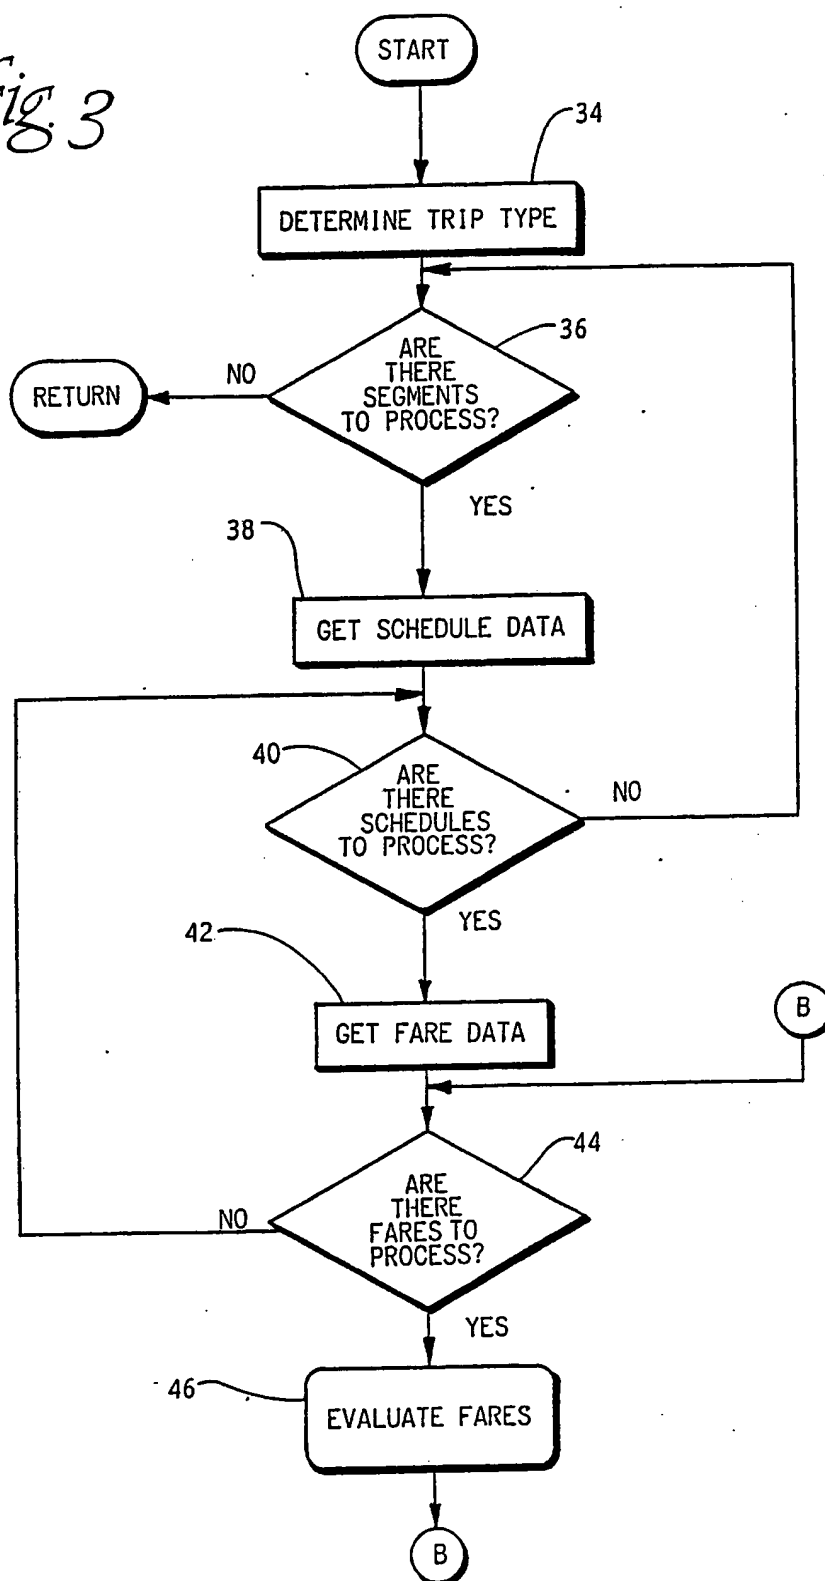 START
Fig. 3
34
DETERMINE TRIP TYPE
36
ARE
THERE
SEGMENTS
TO PROCESS?
NO
RETURN
YES
38
GET SCHEDULE DATA
40
ARE
THERE
SCHEDULES
TO PROCESS?
NO
YES
42
GET FARE DATA
B
44
ARE
THERE
FARES TO
PROCESS?
NO
YES
46
EVALUATE FARES
B